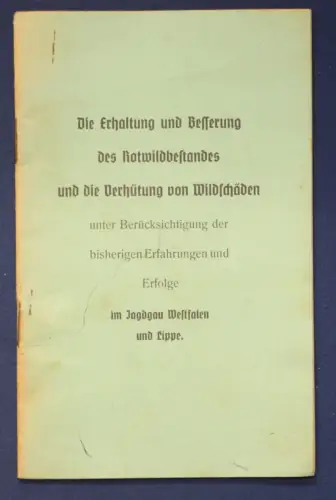 Die Erhaltung und Besserung
des Rotwildbestandes
und die Verhütung von Wildschäden
unter Berücksichtigung der
bisherigen Erfahrungen und
Erfolge
im Jagdgau Westfalen
und Lippe.